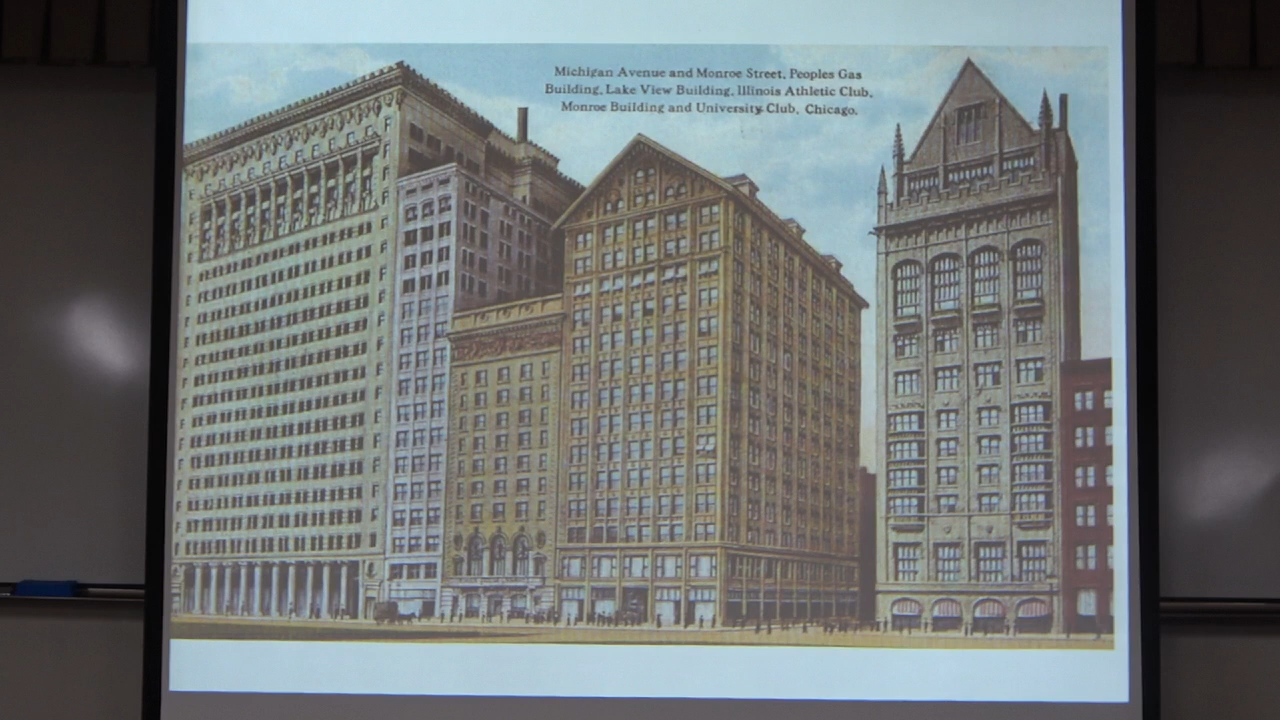 Michigan Avenue and Monroe Street, Peoples Gas
Building, Lake View Building, Illinois Athletic Club,
Monroe Building and University Club, Chicago.